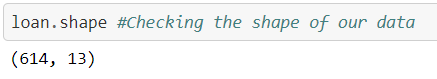 loan.shape #Checking the shape of our data
(614, 13)